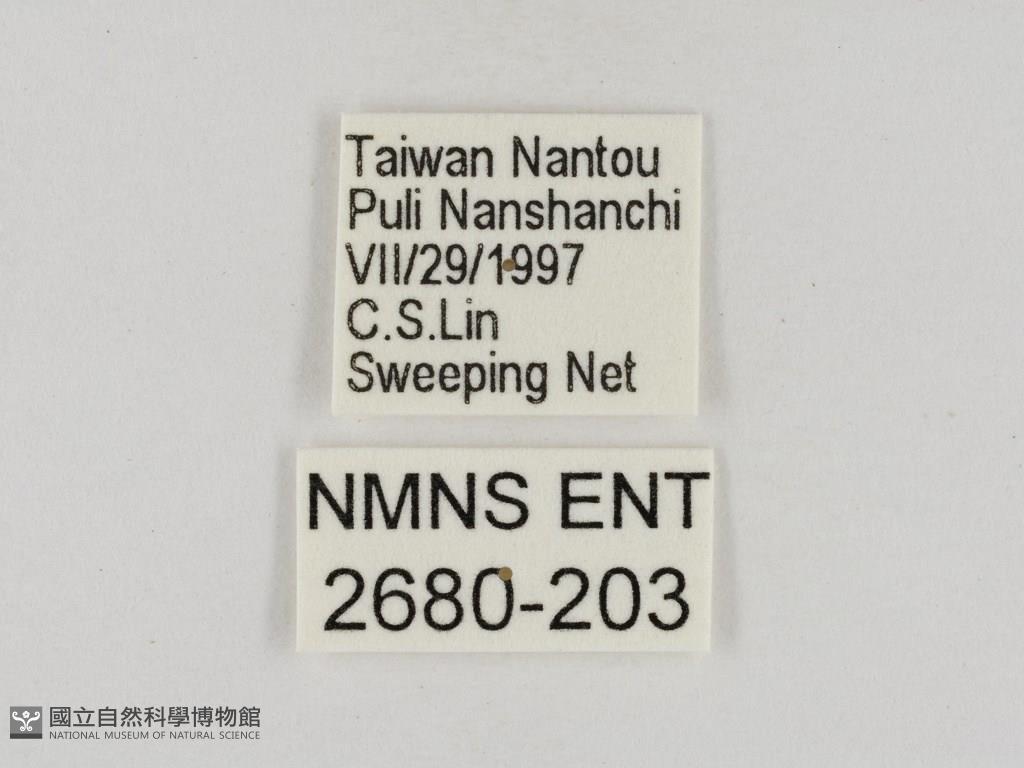 Taiwan Nantou
Puli Nanshanchi
VII/29/1997
C.S.Lin
Sweeping Net
NMNS ENT
2680-203
國立自然科學博物館
NATIONAL MUSEUM OF NATURAL SCIENCE